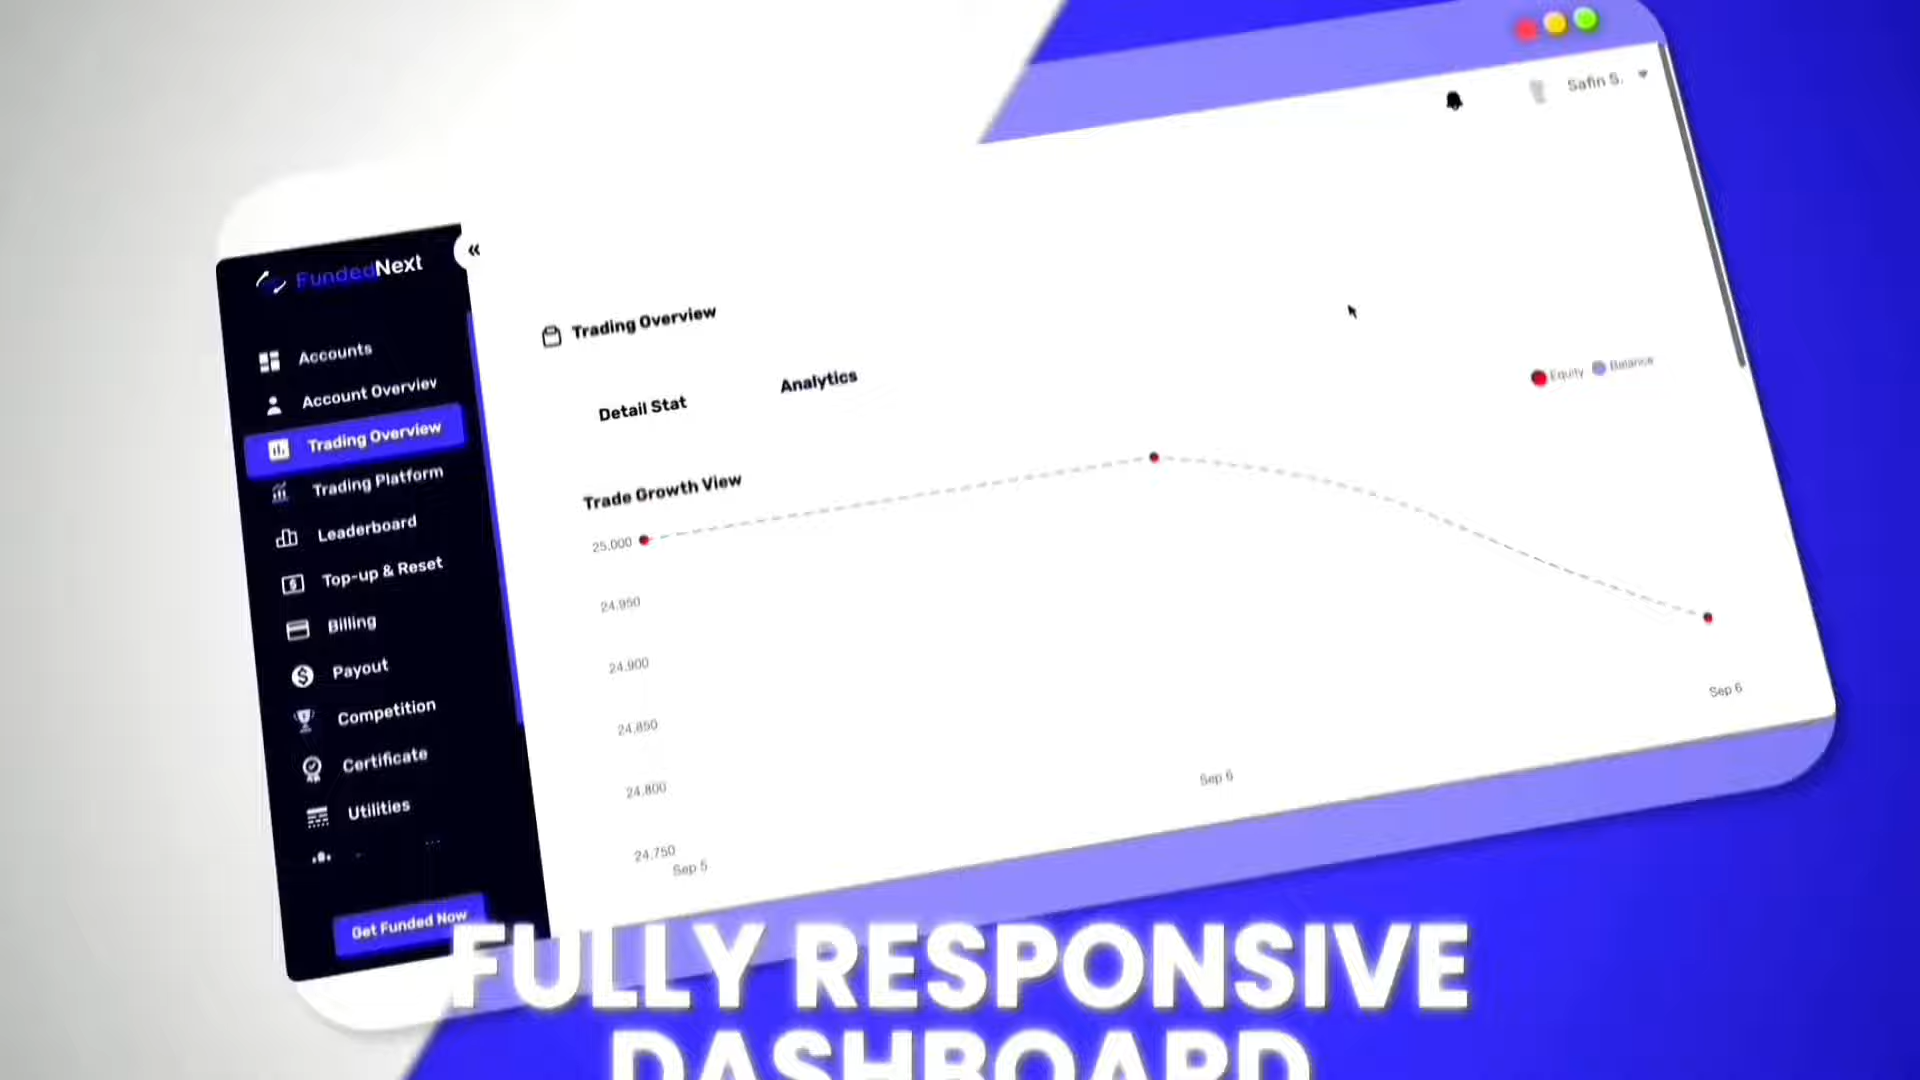 Safin S.
«
FundedNext
Accounts
Account Overview
Trading Overview
Trading Platform
Leaderboard
Top-up & Reset
Billing
Payout
Competition
Certificate
Utilities
Get Funded Now
Trading Overview
Detail Stat
Analytics
Equity
Balance
Trade Growth View
25,000
24,950
24,900
24,850
24,800
24,750
Sep 5
Sep 6
Sep 6
FULLY RESPONSIVE
DASHBOARD